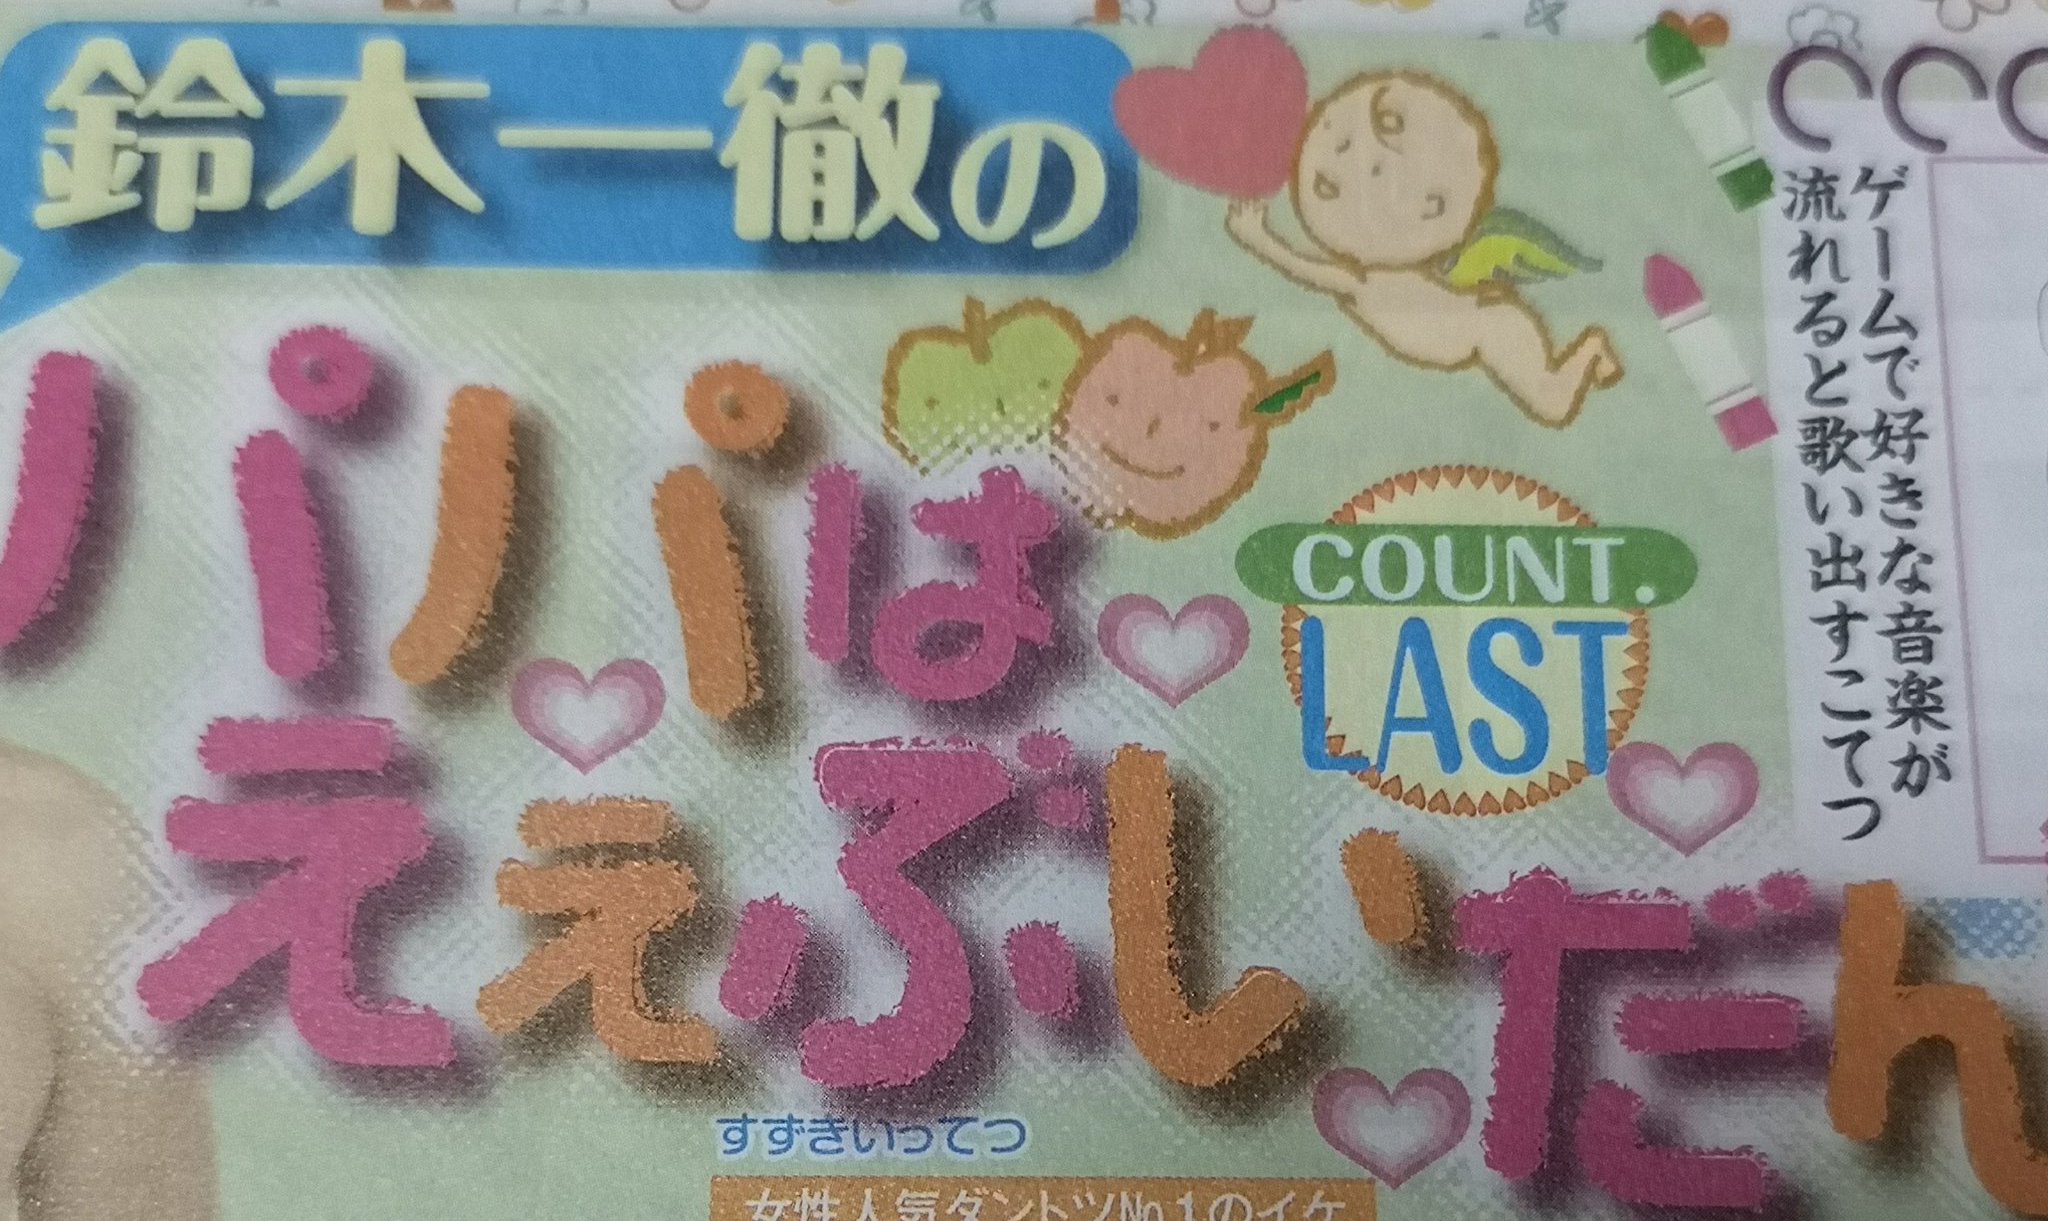 鈴木一徹の
パパは
ええぶいだん
COUNT.
LAST
ゲームで好きな音楽が
流れると歌い出すこてつ
すずきいってつ
女性人気ダントツNo.1のイケ